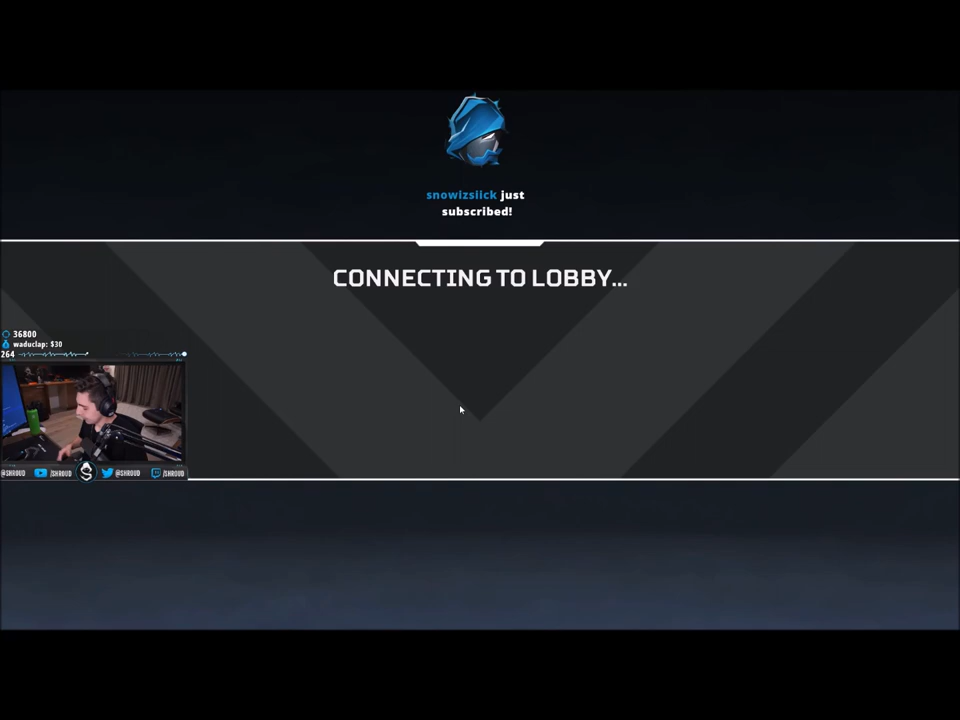 snowizsiick just
subscribed!
CONNECTING TO LOBBY...
36800
waduclap: $30
264
@SHROUD /SHROUD S @SHROUD /SHROUD